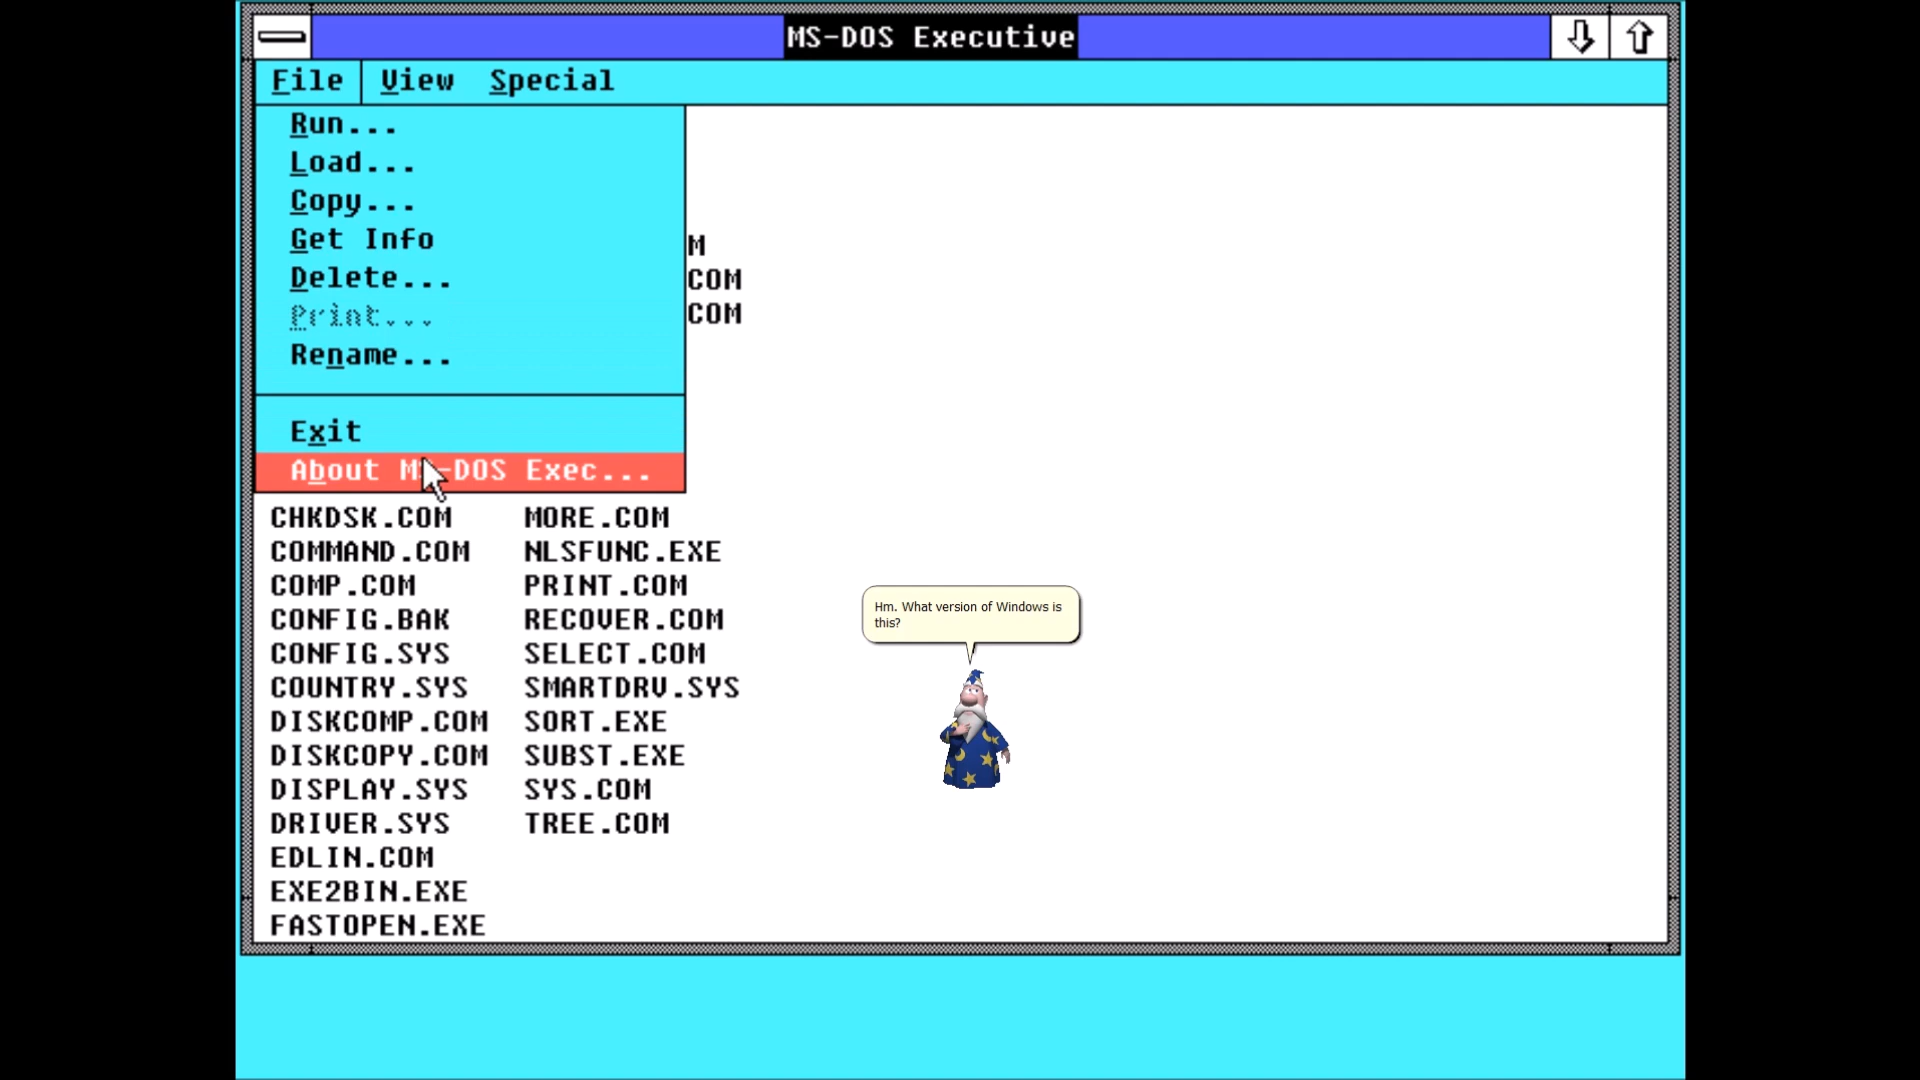 MS-DOS Executive
File View Special
Run...
Load...
Copy...
Get Info
Delete...
Print...
Rename...
Exit
About MS-DOS Exec...
M
COM
COM
CHKDSK.COM MORE.COM
COMMAND.COM NLSFUNC.EXE
COMP.COM PRINT.COM
CONFIG.BAK RECOVER.COM
CONFIG.SYS SELECT.COM
COUNTRY.SYS SMARTDRV.SYS
DISKCOMP.COM SORT.EXE
DISKCOPY.COM SUBST.EXE
DISPLAY.SYS SYS.COM
DRIVER.SYS TREE.COM
EDLIN.COM
EXE2BIN.EXE
FASTOPEN.EXE
Hm. What version of Windows is
this?